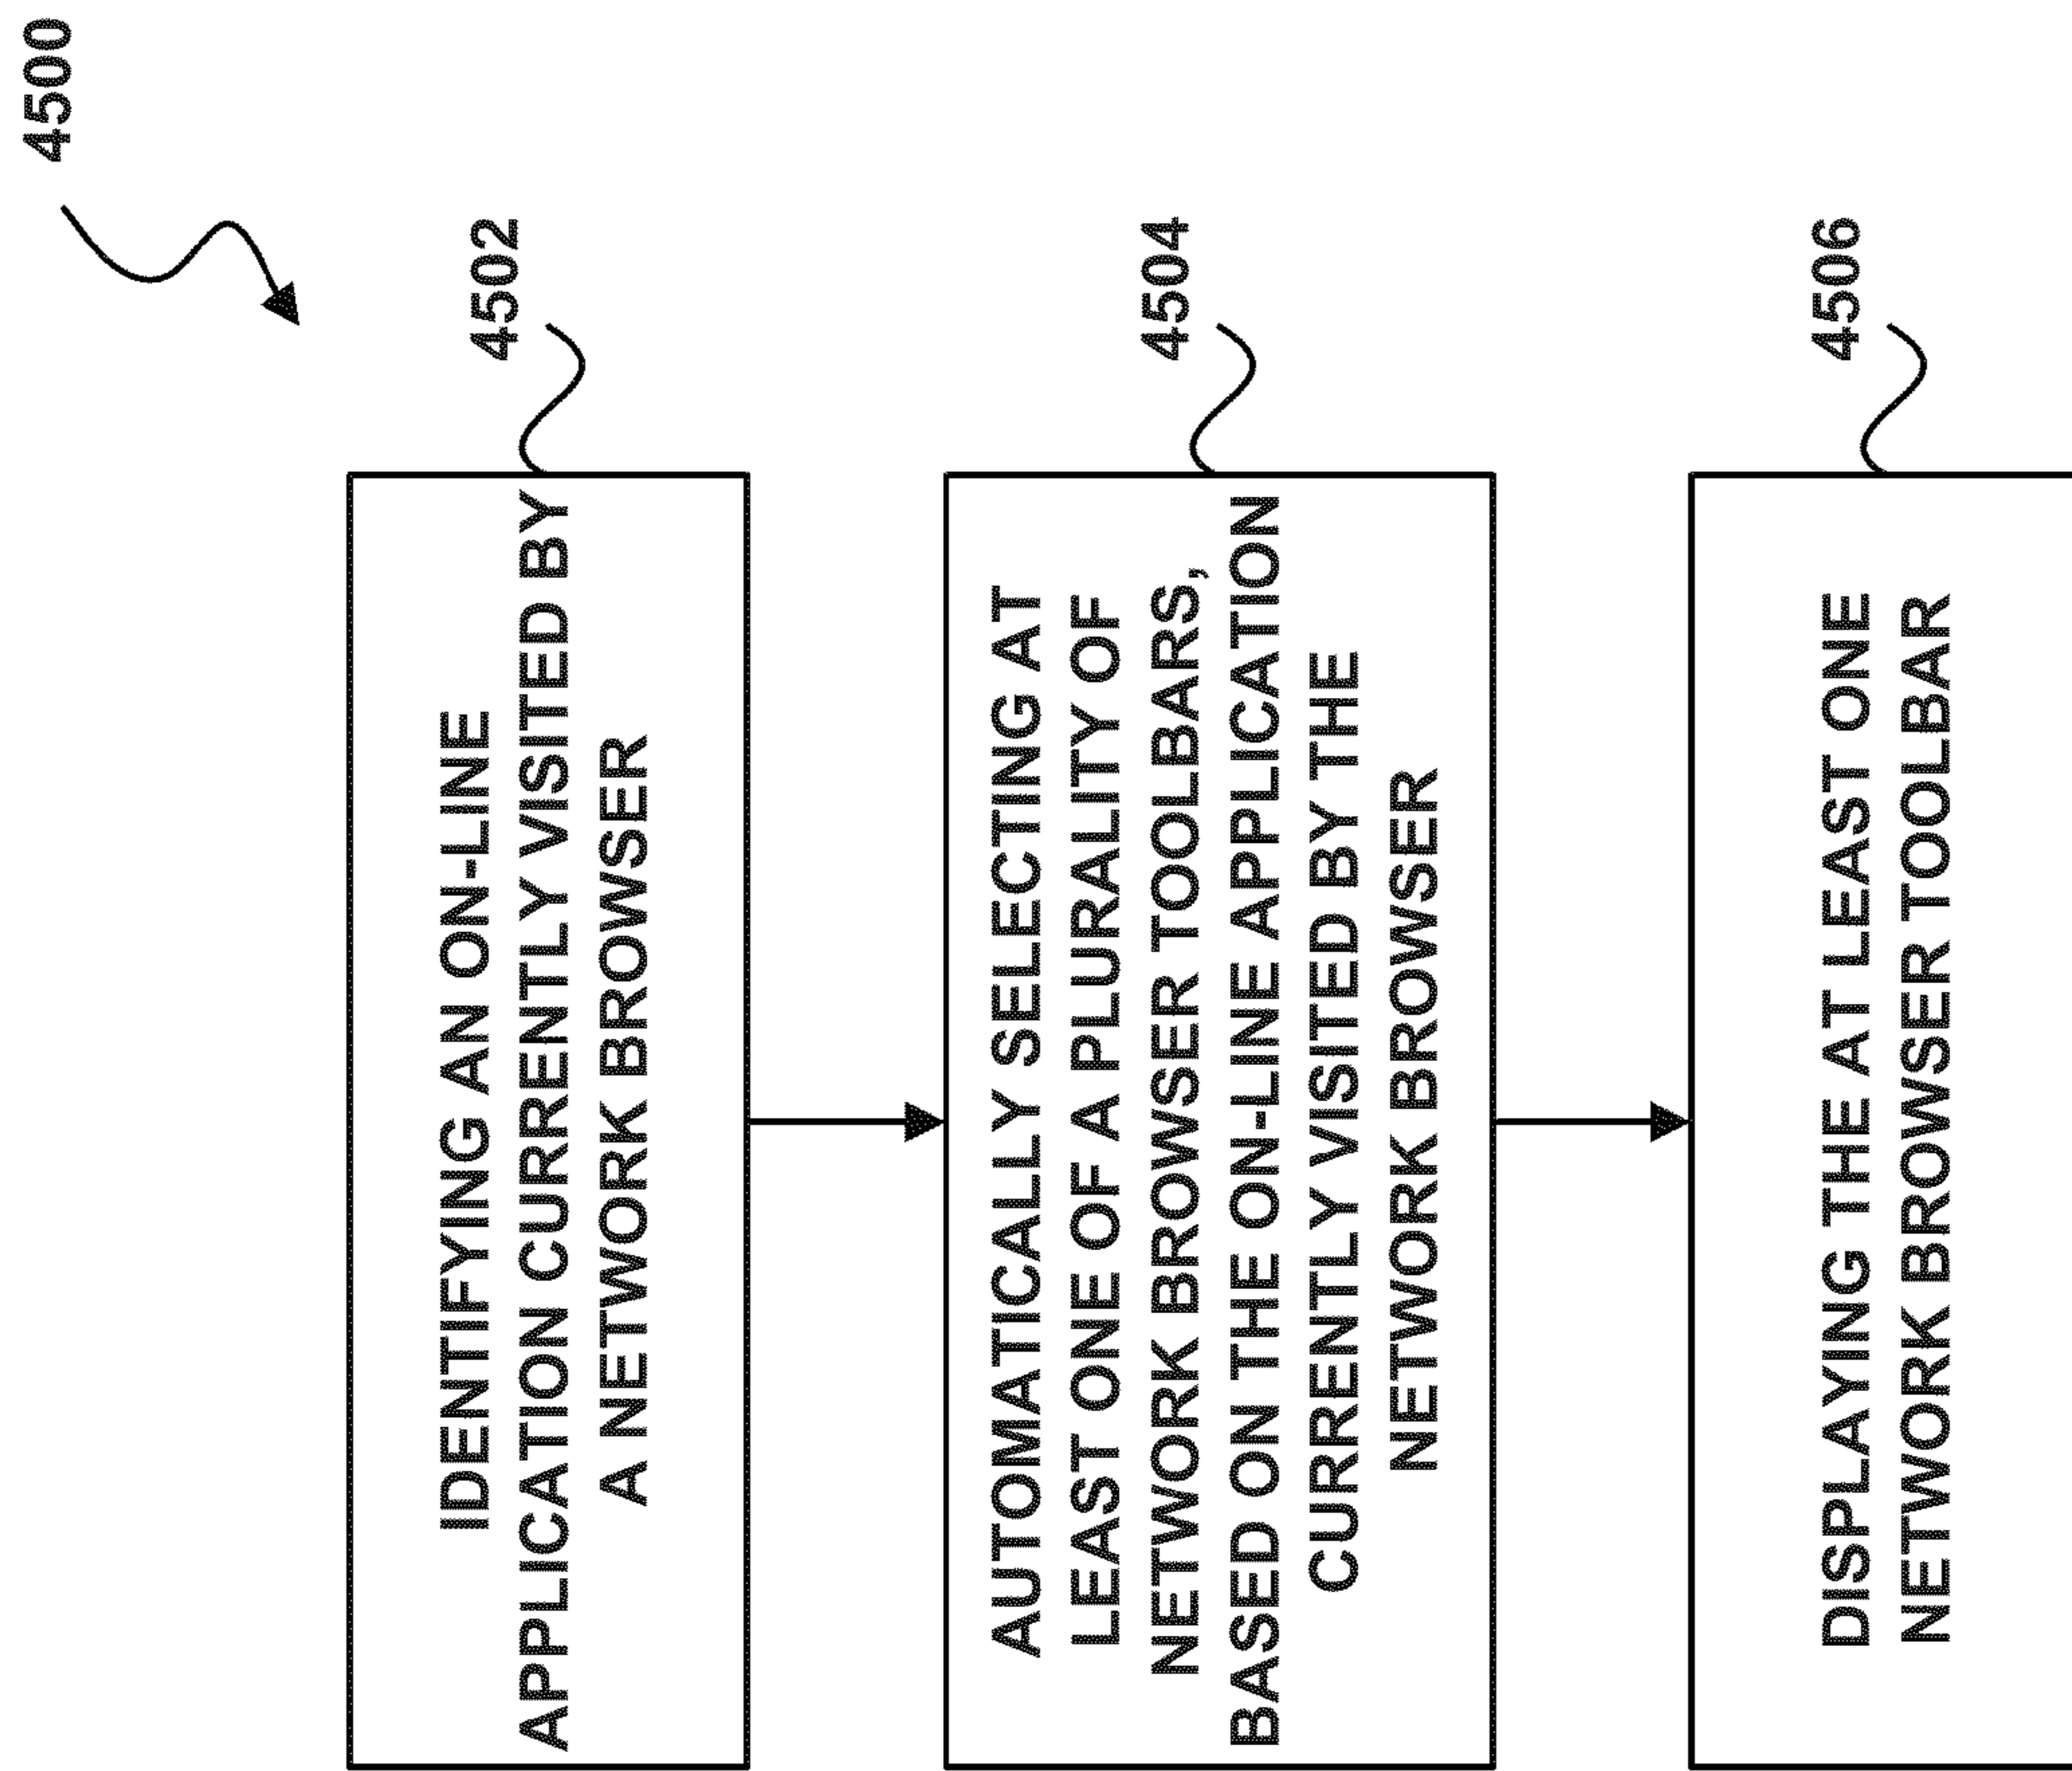 4500
4502
IDENTIFYING AN ON-LINE
APPLICATION CURRENTLY VISITED BY
A NETWORK BROWSER
4504
AUTOMATICALLY SELECTING AT
LEAST ONE OF A PLURALITY OF
NETWORK BROWSER TOOLBARS,
BASED ON THE ON-LINE APPLICATION
CURRENTLY VISITED BY THE
NETWORK BROWSER
4506
DISPLAYING THE AT LEAST ONE
NETWORK BROWSER TOOLBAR